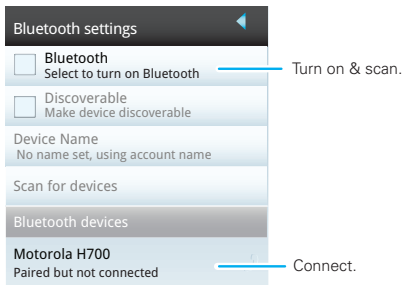 Bluetooth settings
Bluetooth
Select to turn on Bluetooth
Turn on & scan.
Discoverable
Make device discoverable
Device Name
No name set, using account name
Scan for devices
Bluetooth devices
Motorola H700
Paired but not connected
Connect.